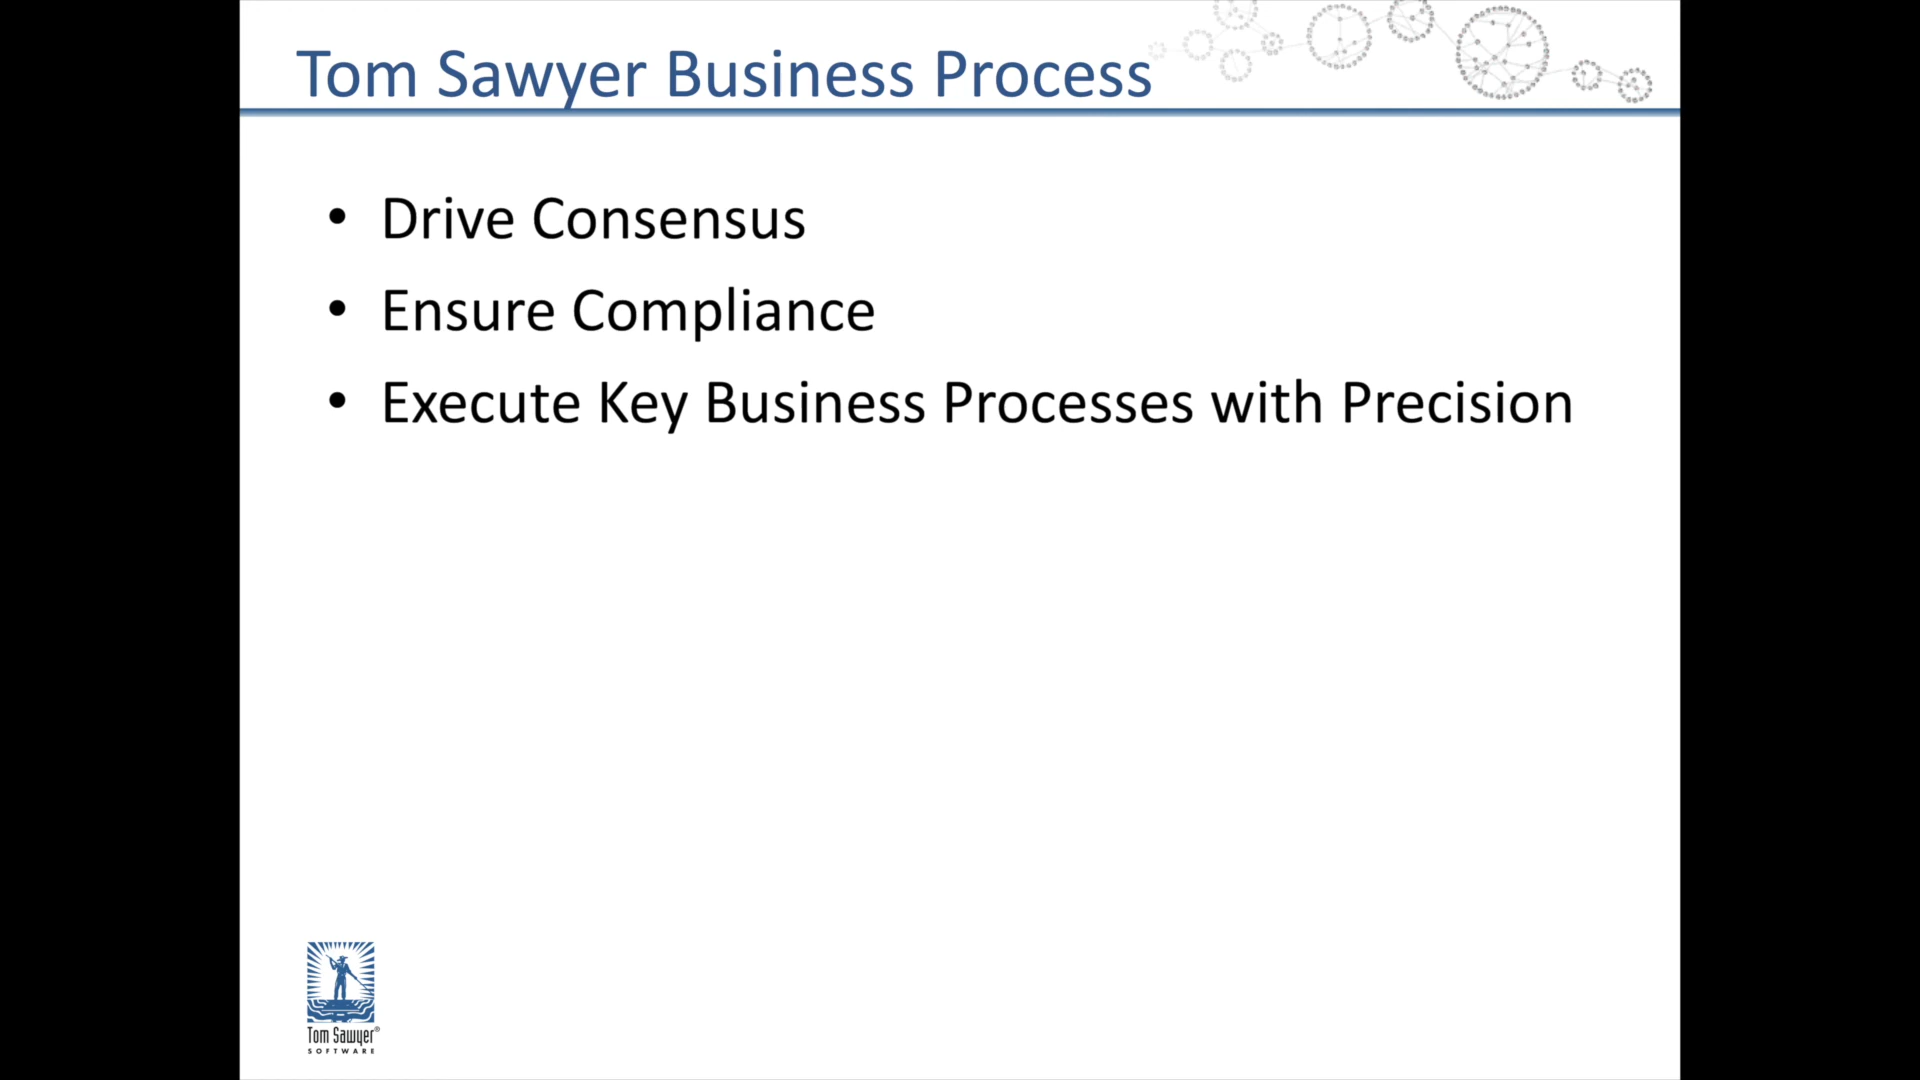 Tom Sawyer Business Process
• Drive Consensus
• Ensure Compliance
• Execute Key Business Processes with Precision
Tom Sawyer®
SOFTWARE